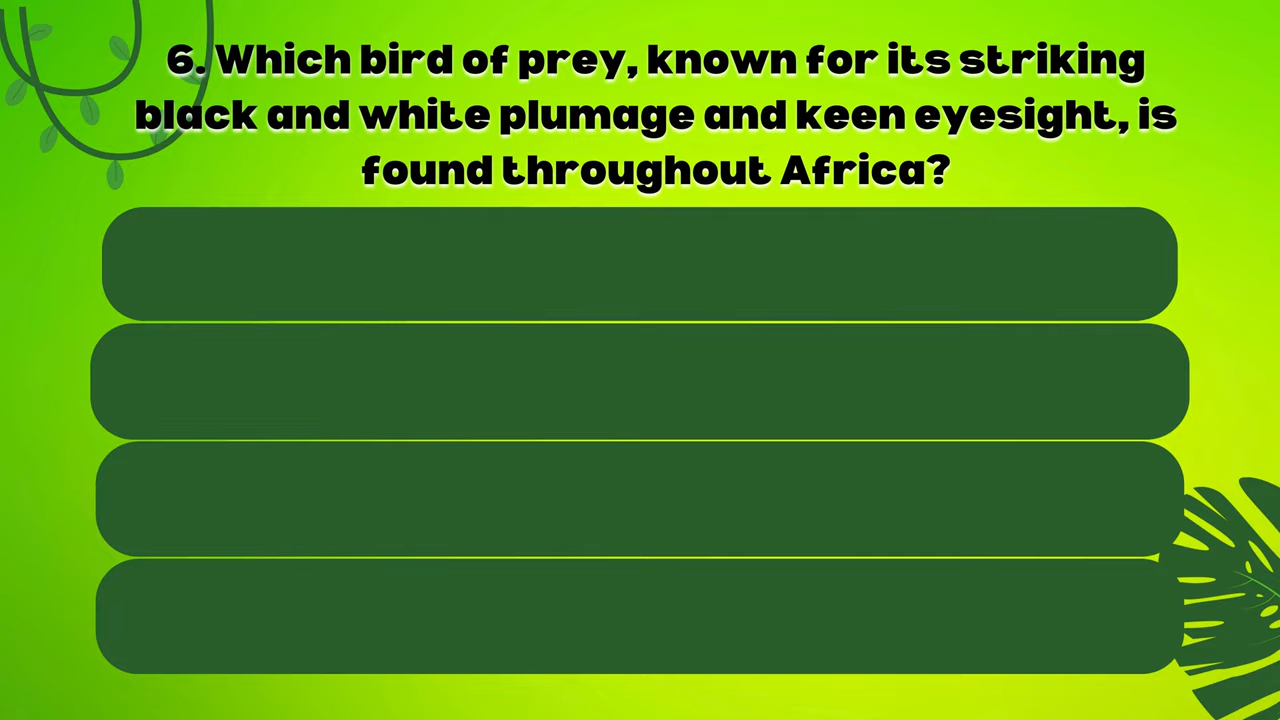 6. Which bird of prey, known for its striking
black and white plumage and keen eyesight, is
found throughout Africa?